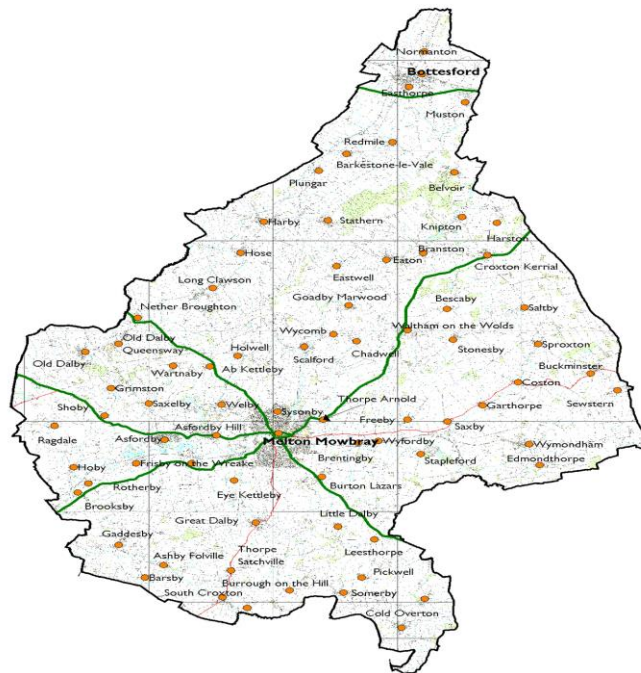 Normanton
Bottesford
Easthorpe
Muston
Redmile
Barkestone-le-Vale
Plungar
Belvoir
Harby
Stathern
Knipton
Harston
Hose
Branston
Eaton
Croxton Kerrial
Eastwell
Long Clawson
Goadby Marwood
Bescaby
Saltby
Nether Broughton
Wycomb
Waltham on the Wolds
Old Dalby
Queensway
Old Dalby
Holwell
Scalford
Chadwell
Stonesby
Sproxton
Wartnaby
Ab Kettleby
Buckminster
Grimston
Coston
Saxelby
Welby
Sysonby
Thorpe Arnold
Garthorpe
Sewstern
Shoby
Freeby
Ragdale
Asfordby Hill
Saxby
Asfordby
Melton Mowbray
Wyfordby
Wymondham
Hoby
Frisby on the Wreake
Brentingby
Stapleford
Edmondthorpe
Rotherby
Burton Lazars
Brooksby
Eye Kettleby
Great Dalby
Little Dalby
Gaddesby
Leesthorpe
Ashby Folville
Thorpe
Satchville
Barsby
Burrough on the Hill
Pickwell
South Croxton
Somerby
Cold Overton